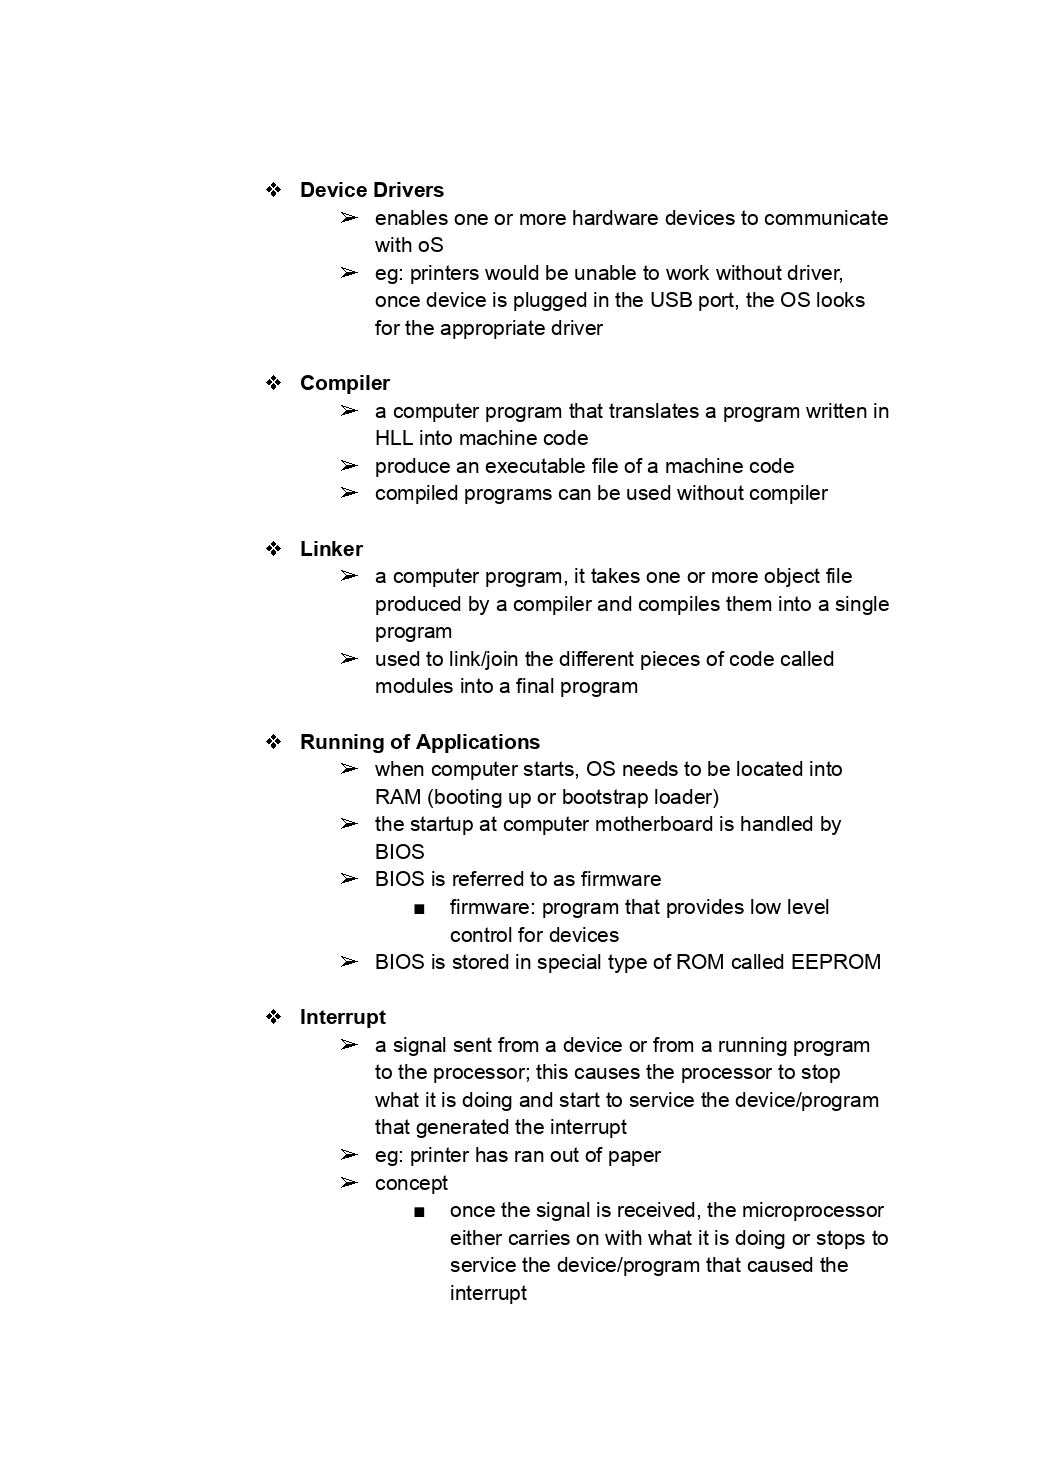 ❖ Device Drivers
➢ enables one or more hardware devices to communicate
with oS
➢ eg: printers would be unable to work without driver,
once device is plugged in the USB port, the OS looks
for the appropriate driver
❖ Compiler
➢ a computer program that translates a program written in
HLL into machine code
➢ produce an executable file of a machine code
➢ compiled programs can be used without compiler
❖ Linker
➢ a computer program, it takes one or more object file
produced by a compiler and compiles them into a single
program
➢ used to link/join the different pieces of code called
modules into a final program
❖ Running of Applications
➢ when computer starts, OS needs to be located into
RAM (booting up or bootstrap loader)
➢ the startup at computer motherboard is handled by
BIOS
➢ BIOS is referred to as firmware
■ firmware: program that provides low level
control for devices
➢ BIOS is stored in special type of ROM called EEPROM
❖ Interrupt
➢ a signal sent from a device or from a running program
to the processor; this causes the processor to stop
what it is doing and start to service the device/program
that generated the interrupt
➢ eg: printer has ran out of paper
➢ concept
■ once the signal is received, the microprocessor
either carries on with what it is doing or stops to
service the device/program that caused the
interrupt